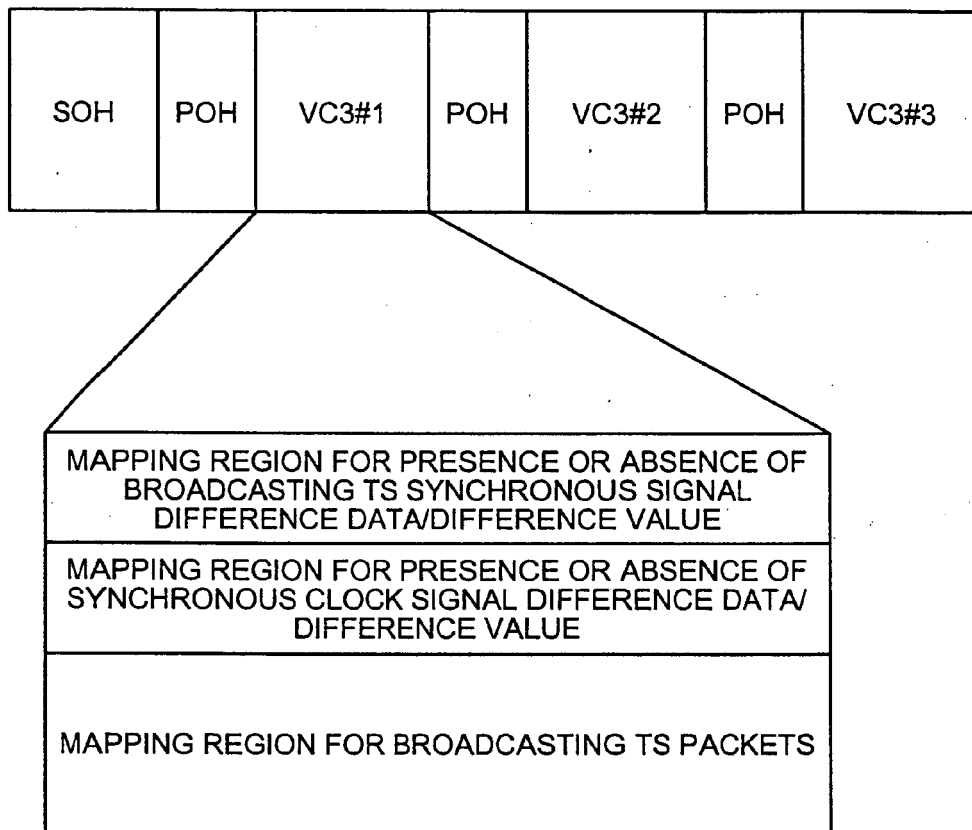 SOH POH VC3#1 POH VC3#2 POH VC3#3
MAPPING REGION FOR PRESENCE OR ABSENCE OF
BROADCASTING TS SYNCHRONOUS SIGNAL
DIFFERENCE DATA/DIFFERENCE VALUE
MAPPING REGION FOR PRESENCE OR ABSENCE OF
SYNCHRONOUS CLOCK SIGNAL DIFFERENCE DATA/
DIFFERENCE VALUE
MAPPING REGION FOR BROADCASTING TS PACKETS